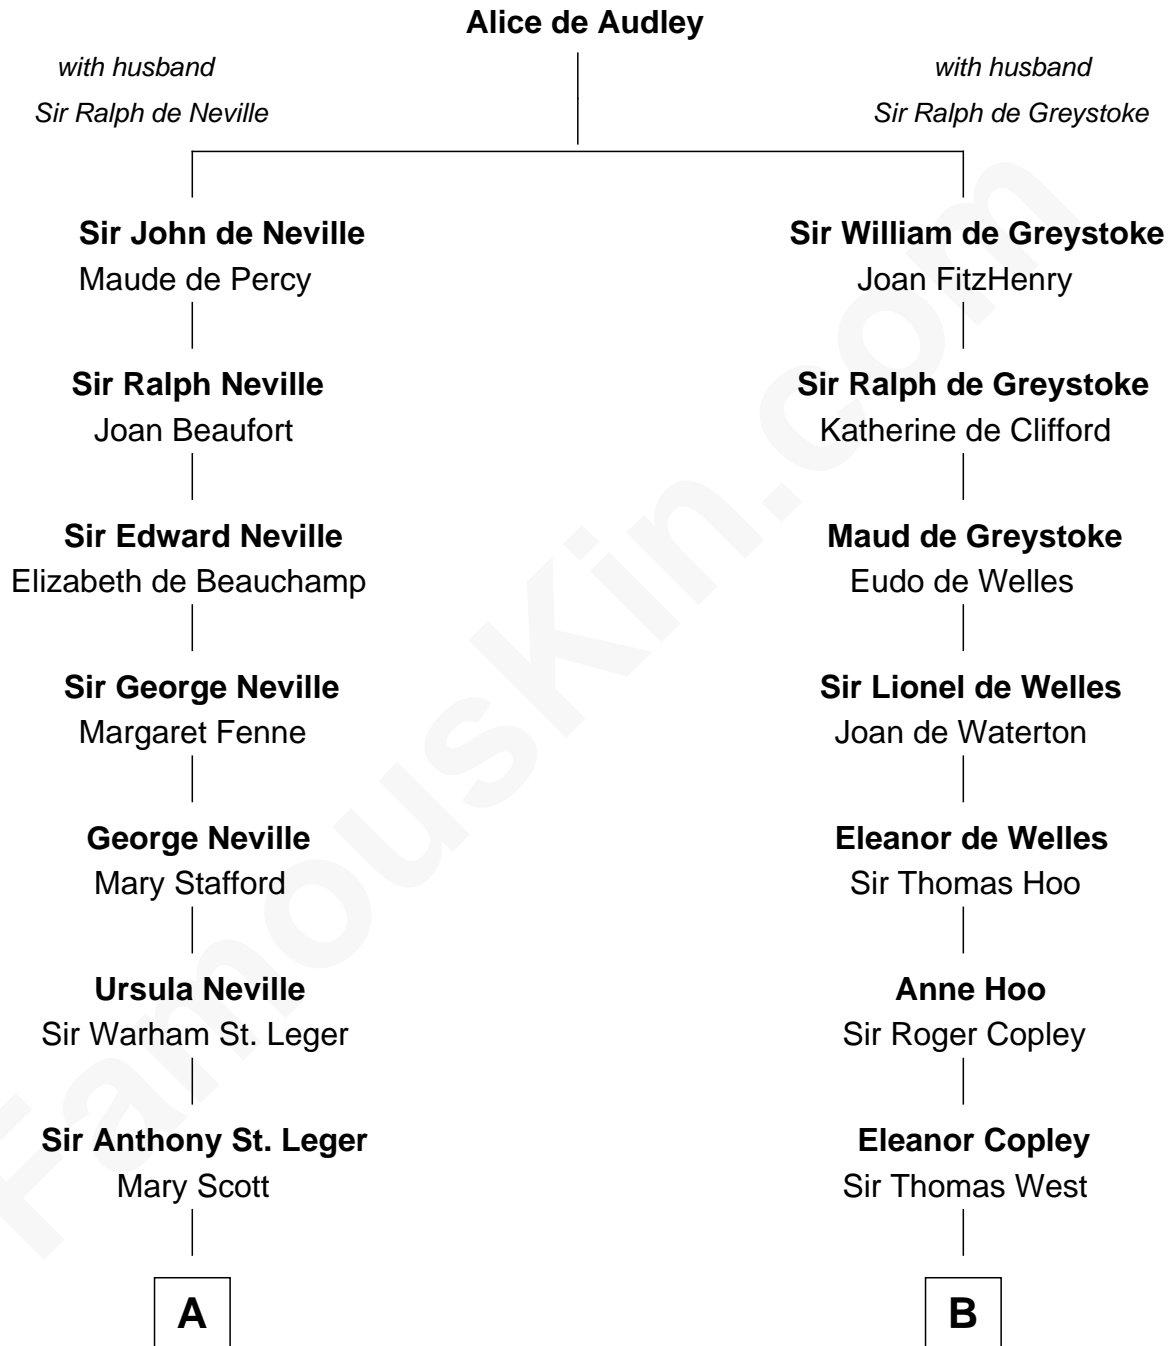 Alice de Audley
with husband
Sir Ralph de Neville
with husband
Sir Ralph de Greystoke
Sir John de Neville
Maude de Percy
Sir William de Greystoke
Joan FitzHenry
Sir Ralph Neville
Joan Beaufort
Sir Ralph de Greystoke
Katherine de Clifford
Sir Edward Neville
Elizabeth de Beauchamp
Maud de Greystoke
Eudo de Welles
Sir George Neville
Margaret Fenne
Sir Lionel de Welles
Joan de Waterton
George Neville
Mary Stafford
Eleanor de Welles
Sir Thomas Hoo
Ursula Neville
Sir Warham St. Leger
Anne Hoo
Sir Roger Copley
Sir Anthony St. Leger
Mary Scott
Eleanor Copley
Sir Thomas West
A
B
FamousKin.com